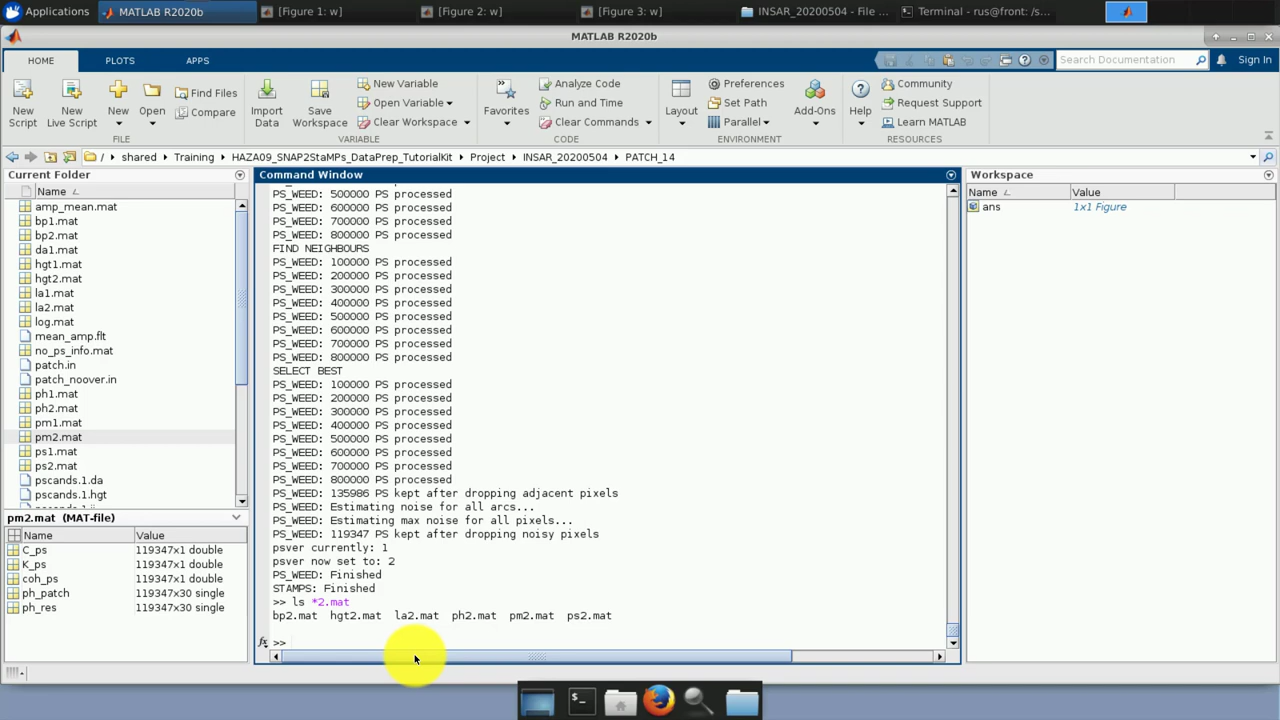 Applications MATLAB R2020b [Figure 1: w] [Figure 2: w] [Figure 3: w] INSAR_20200504 - File ... Terminal - rus@front: /s...
MATLAB R2020b
HOME PLOTS APPS Search Documentation Sign In
New Script
New Live Script
New
Open
Find Files
Compare
Import Data
Save Workspace
New Variable
Open Variable
Clear Workspace
Favorites
Analyze Code
Run and Time
Clear Commands
Layout
Preferences
Set Path
Parallel
Add-Ons
Help
Community
Request Support
Learn MATLAB
FILE VARIABLE CODE ENVIRONMENT RESOURCES
/ shared Training HAZA09_SNAP2StaMPs_DataPrep_TutorialKit Project INSAR_20200504 PATCH_14
Current Folder
Name
amp_mean.mat
bp1.mat
bp2.mat
da1.mat
hgt1.mat
hgt2.mat
la1.mat
la2.mat
log.mat
mean_amp.flt
no_ps_info.mat
patch.in
patch_noover.in
ph1.mat
ph2.mat
pm1.mat
pm2.mat
ps1.mat
ps2.mat
pscands.1.da
pscands.1.hgt
pscands.1.ij
pm2.mat (MAT-file)
Name Value
C_ps 119347x1 double
K_ps 119347x1 double
coh_ps 119347x1 double
ph_patch 119347x30 single
ph_res 119347x30 single
Command Window
PS_WEED: 500000 PS processed
PS_WEED: 600000 PS processed
PS_WEED: 700000 PS processed
PS_WEED: 800000 PS processed
FIND NEIGHBOURS
PS_WEED: 100000 PS processed
PS_WEED: 200000 PS processed
PS_WEED: 300000 PS processed
PS_WEED: 400000 PS processed
PS_WEED: 500000 PS processed
PS_WEED: 600000 PS processed
PS_WEED: 700000 PS processed
PS_WEED: 800000 PS processed
SELECT BEST
PS_WEED: 100000 PS processed
PS_WEED: 200000 PS processed
PS_WEED: 300000 PS processed
PS_WEED: 400000 PS processed
PS_WEED: 500000 PS processed
PS_WEED: 600000 PS processed
PS_WEED: 700000 PS processed
PS_WEED: 800000 PS processed
PS_WEED: 135986 PS kept after dropping adjacent pixels
PS_WEED: Estimating noise for all arcs...
PS_WEED: Estimating max noise for all pixels...
PS_WEED: 119347 PS kept after dropping noisy pixels
psver currently: 1
psver now set to: 2
PS_WEED: Finished
STAMPS: Finished
>> ls *2.mat
bp2.mat hgt2.mat la2.mat ph2.mat pm2.mat ps2.mat
fx >>
Workspace
Name Value
ans 1x1 Figure